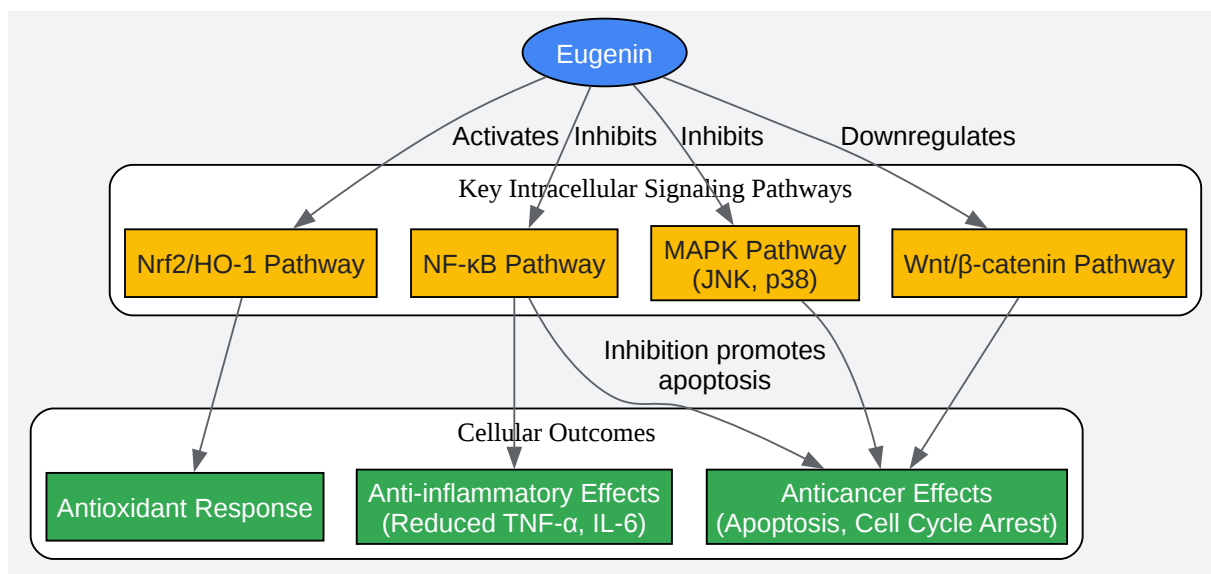 Eugenin
Activates
Inhibits
Inhibits
Downregulates
Key Intracellular Signaling Pathways
Nrf2/HO-1 Pathway
NF-κB Pathway
MAPK Pathway
(JNK, p38)
Wnt/β-catenin Pathway
Inhibition promotes
apoptosis
Cellular Outcomes
Antioxidant Response
Anti-inflammatory Effects
(Reduced TNF-α, IL-6)
Anticancer Effects
(Apoptosis, Cell Cycle Arrest)